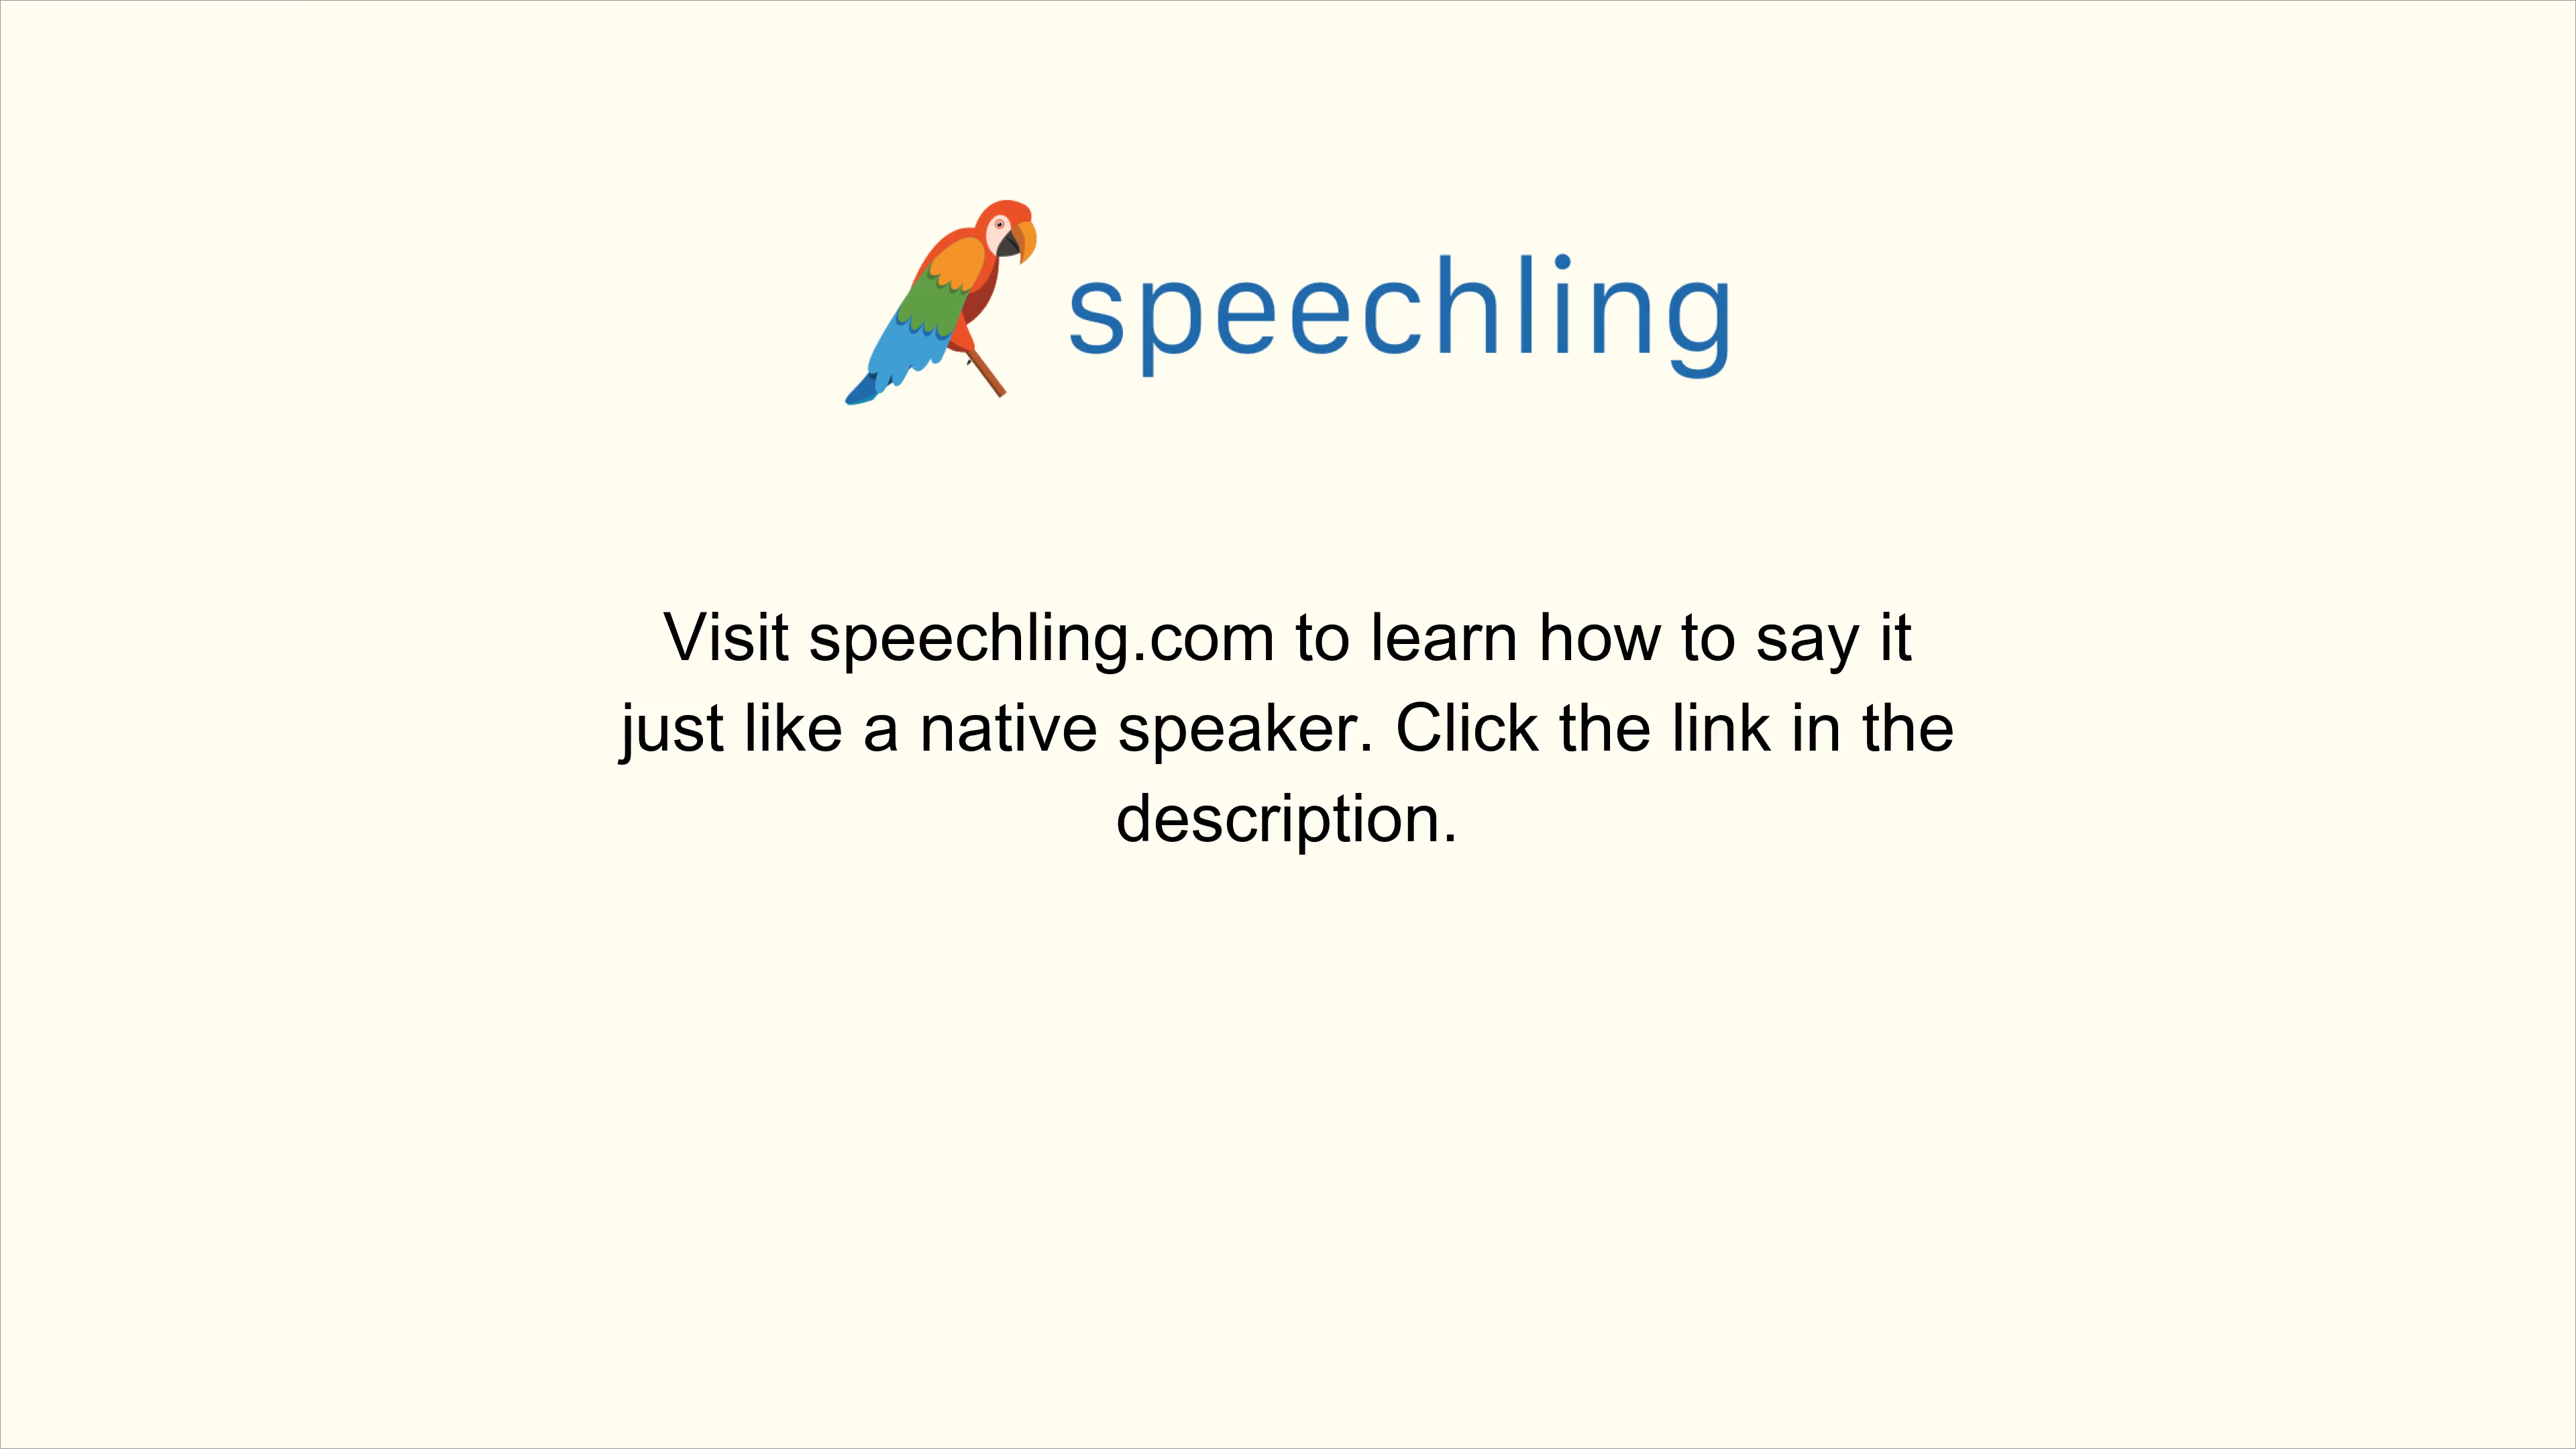 speechling
Visit speechling.com to learn how to say it
just like a native speaker. Click the link in the
description.